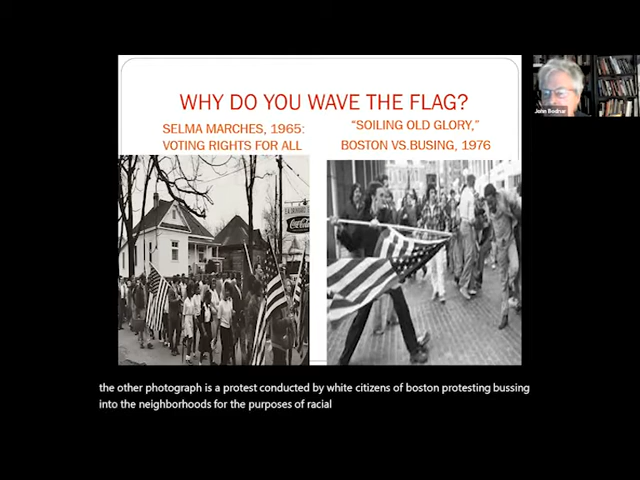 WHY DO YOU WAVE THE FLAG?
SELMA MARCHES, 1965:
VOTING RIGHTS FOR ALL
"SOILING OLD GLORY,"
BOSTON VS.BUSING, 1976
Coca-Cola
John Bodnar
the other photograph is a protest conducted by white citizens of boston protesting bussing
into the neighborhoods for the purposes of racial